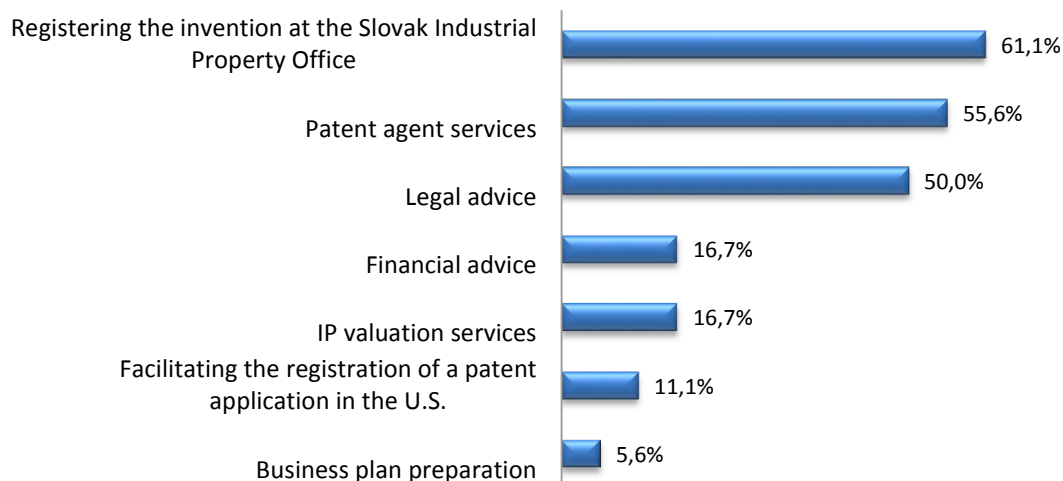 Registering the invention at the Slovak Industrial
Property Office
61,1%
Patent agent services
55,6%
Legal advice
50,0%
Financial advice
16,7%
IP valuation services
16,7%
Facilitating the registration of a patent
application in the U.S.
11,1%
Business plan preparation
5,6%